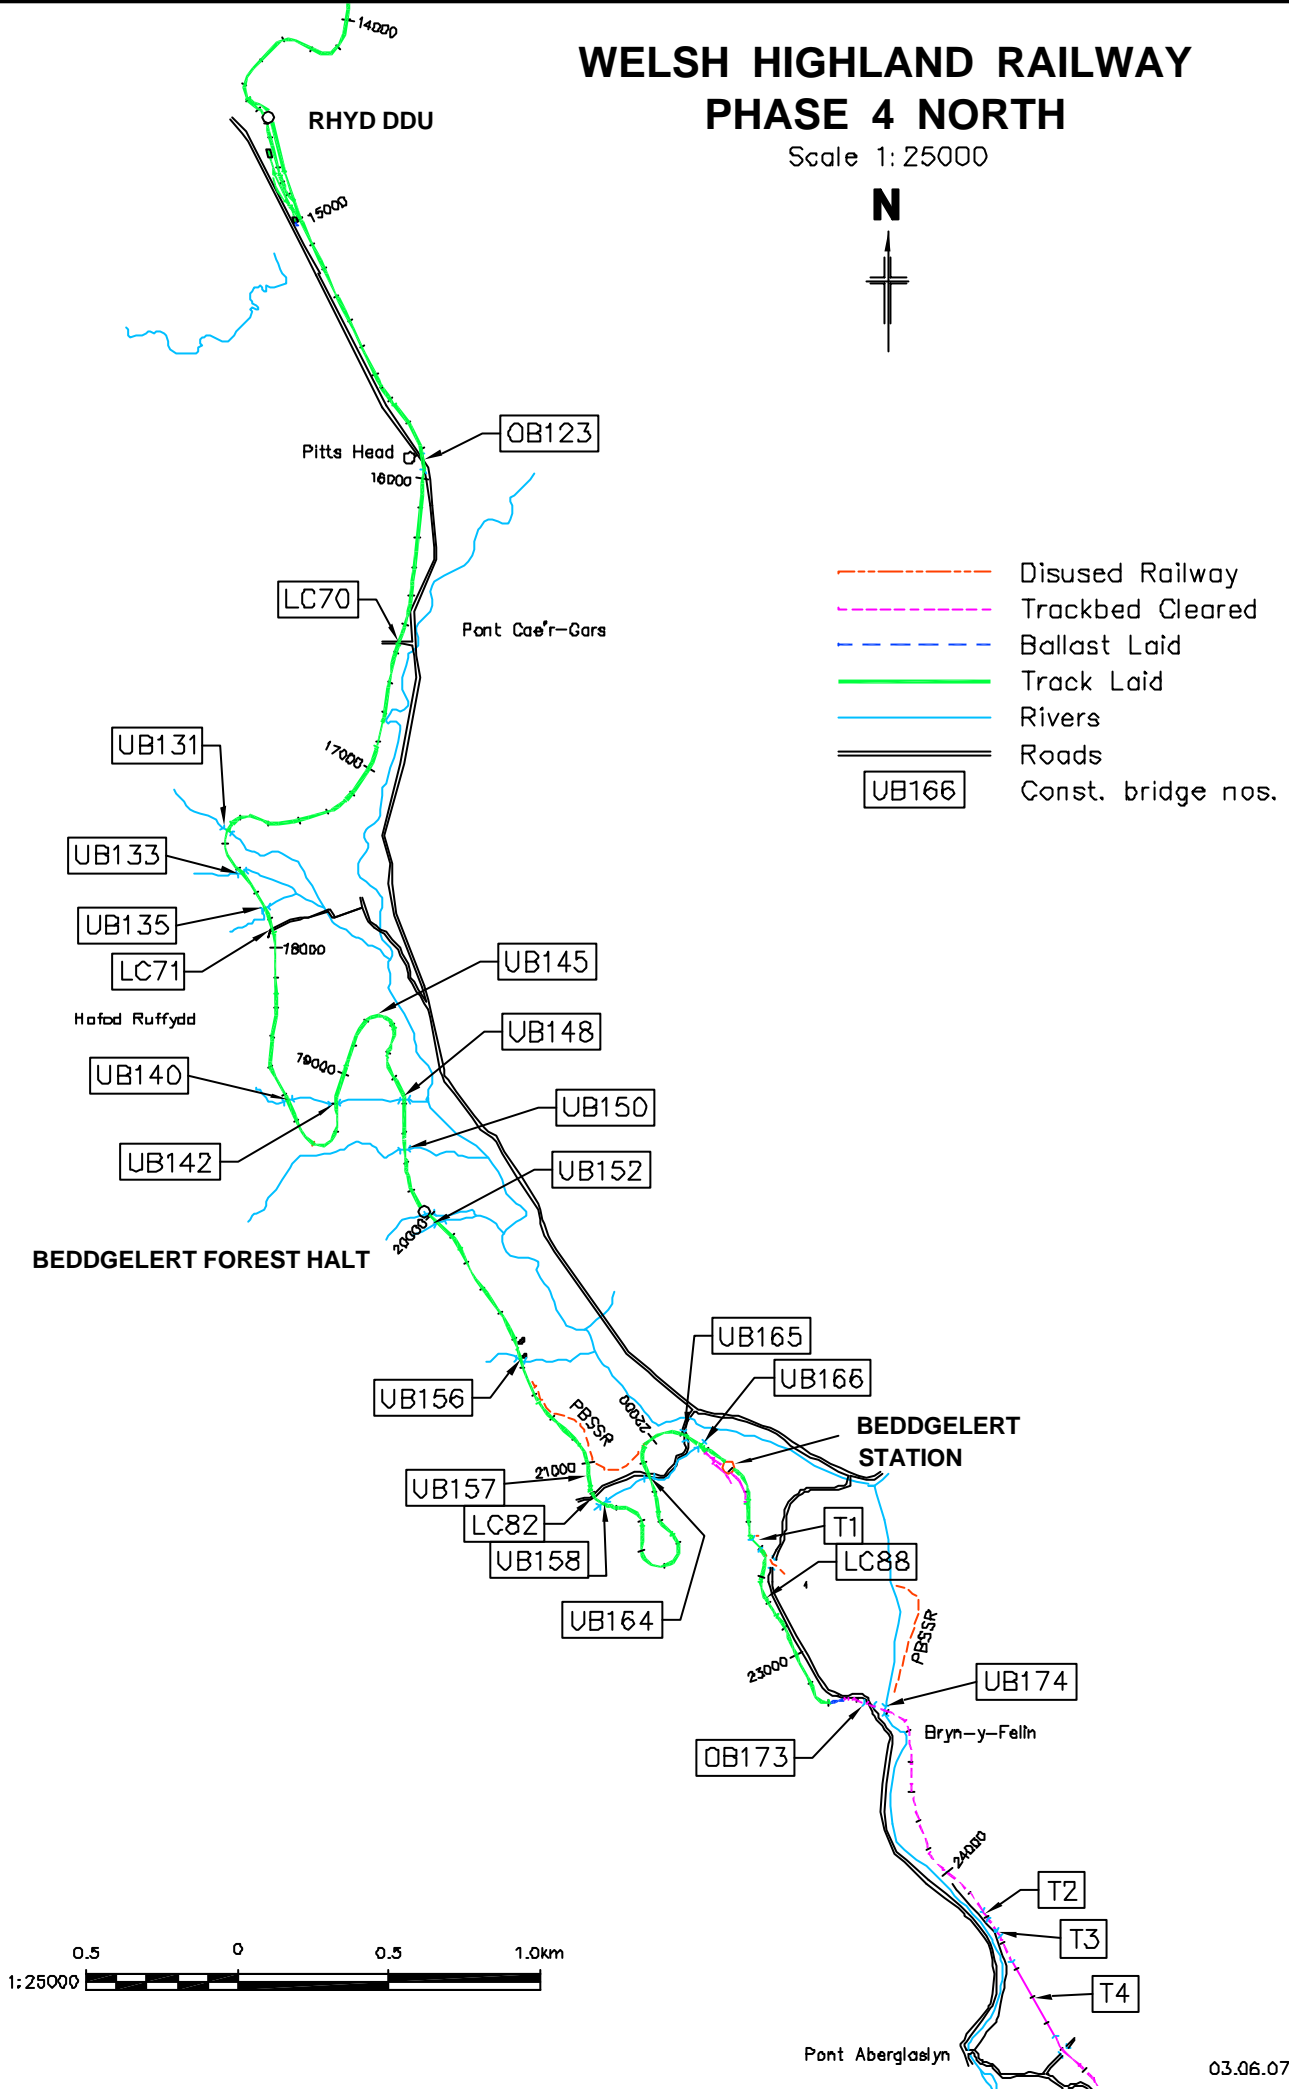 14000
WELSH HIGHLAND RAILWAY
PHASE 4 NORTH
RHYD DDU
Scale 1:25000
N
15000
OB123
Pitts Head
16000
Disused Railway
LC70
Trackbed Cleared
Pont Cae'r-Gors
Ballast Laid
Track Laid
Rivers
UB131
17000
Roads
UB166
Const. bridge nos.
UB133
UB135
18000
UB145
LC71
Hafod Ruffydd
UB148
19000
UB140
UB150
UB142
UB152
20000
BEDDGELERT FOREST HALT
UB165
UB166
UB156
PBSSR
22000
BEDDGELERT
STATION
21000
UB157
LC82
T1
UB158
LC88
UB164
PBSSR
23000
UB174
Bryn-y-Felin
OB173
24000
T2
T3
0.5 0 0.5 1.0km
1:25000
T4
Pont Aberglaslyn
03.06.07